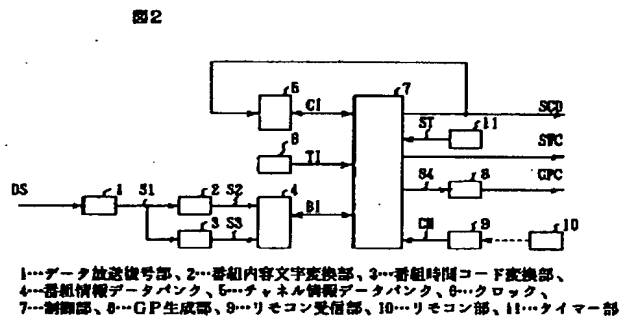 図2
5
7
CI
SCD
ST
11
6
TI
SWC
DS
1
S1
2
S2
4
BI
S4
8
GPC
3
S3
CM
9
10
1…データ放送復号部、2…番組内容文字変換部、3…番組時間コード変換部、
4…番組情報データバンク、5…チャネル情報データバンク、6…クロック、
7…制御部、8…GP生成部、9…リモコン受信部、10…リモコン部、11…タイマー部